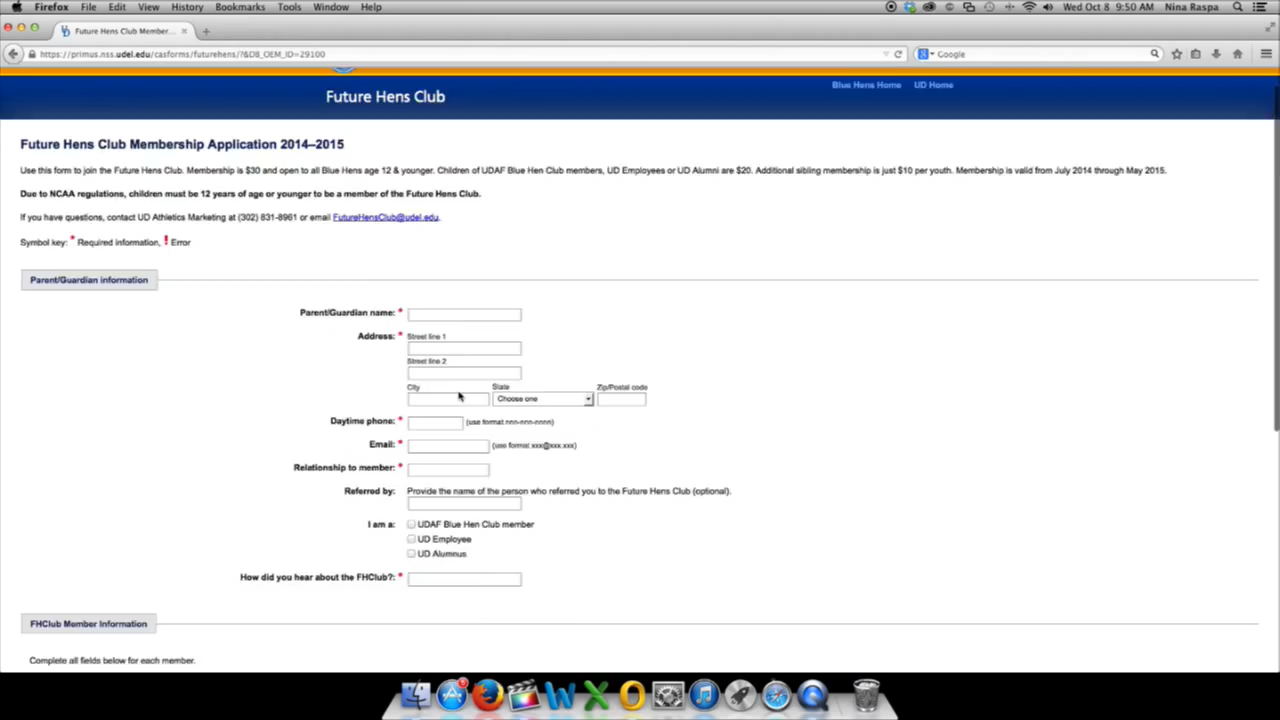 Firefox File Edit View History Bookmarks Tools Window Help Wed Oct 8 9:50 AM Nina Raspa
Future Hens Club Member...
https://primus.nss.udel.edu/casforms/futurehens/?&DB_OEM_ID=29100 Google
Future Hens Club Blue Hens Home UD Home
Future Hens Club Membership Application 2014–2015
Use this form to join the Future Hens Club. Membership is $30 and open to all Blue Hens age 12 & younger. Children of UDAF Blue Hen Club members, UD Employees or UD Alumni are $20. Additional sibling membership is just $10 per youth. Membership is valid from July 2014 through May 2015.
Due to NCAA regulations, children must be 12 years of age or younger to be a member of the Future Hens Club.
If you have questions, contact UD Athletics Marketing at (302) 831-8961 or email FutureHensClub@udel.edu.
Symbol key: * Required information, ! Error
Parent/Guardian information
Parent/Guardian name: *
Address: * Street line 1
Street line 2
City State Zip/Postal code
Choose one
Daytime phone: * (use format nnn-nnn-nnnn)
Email: * (use format xxx@xxx.xxx)
Relationship to member: *
Referred by: Provide the name of the person who referred you to the Future Hens Club (optional).
I am a: UDAF Blue Hen Club member
UD Employee
UD Alumnus
How did you hear about the FHClub?: *
FHClub Member Information
Complete all fields below for each member.